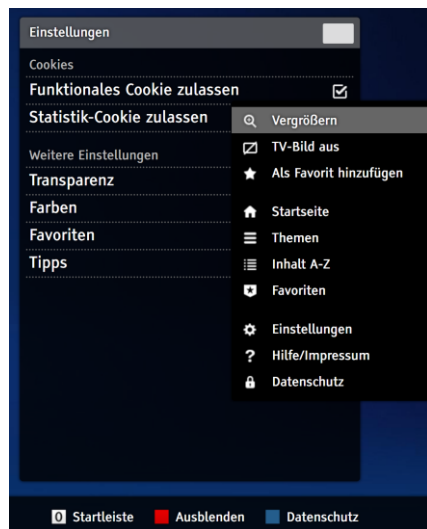 Einstellungen
Cookies
Funktionales Cookie zulassen
Statistik-Cookie zulassen
Weitere Einstellungen
Transparenz
Farben
Favoriten
Tipps
Vergrößern
TV-Bild aus
Als Favorit hinzufügen
Startseite
Themen
Inhalt A-Z
Favoriten
Einstellungen
? Hilfe/Impressum
Datenschutz
0 Startleiste Ausblenden Datenschutz